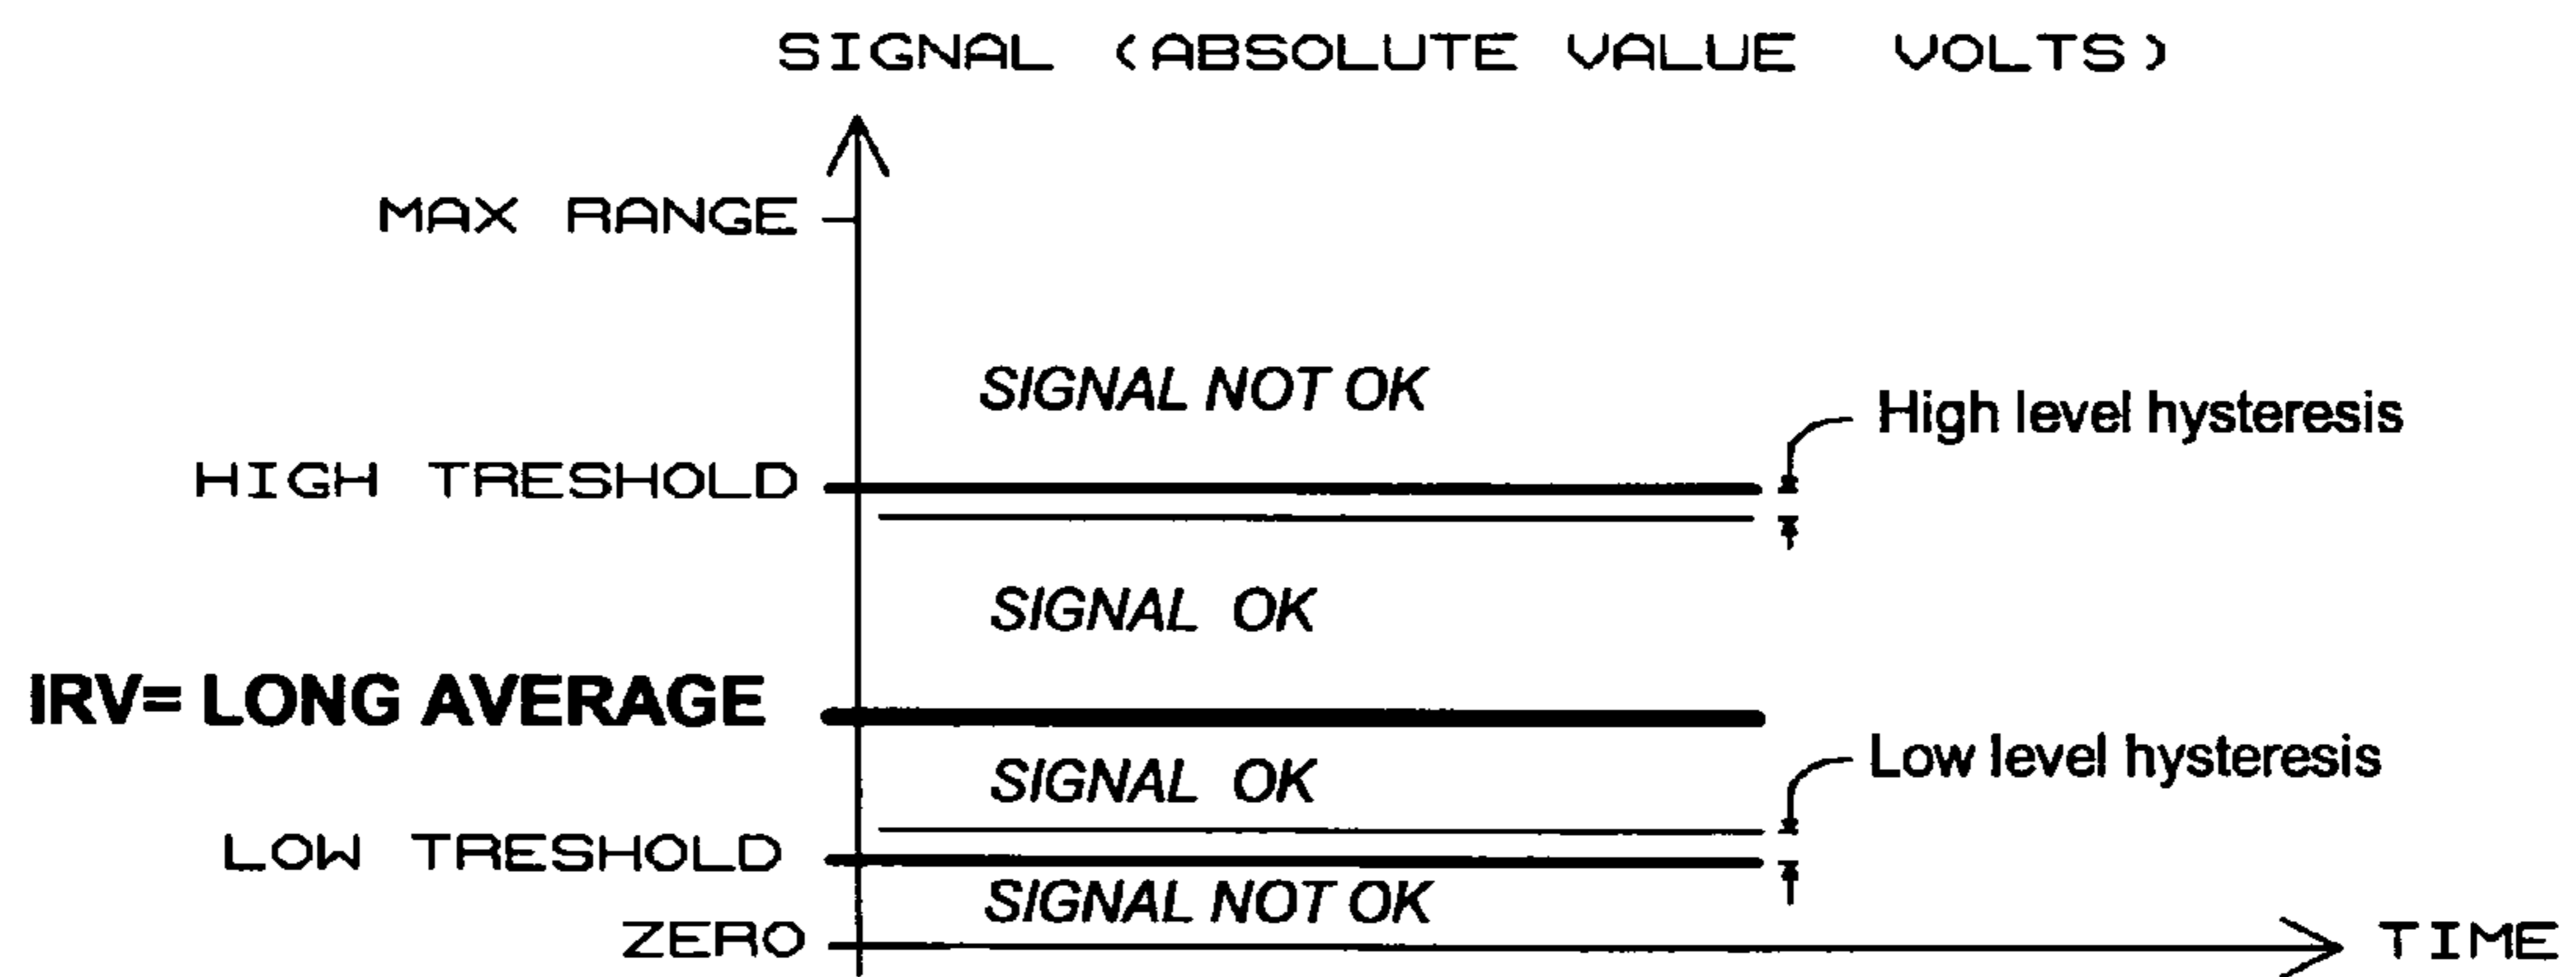 SIGNAL (ABSOLUTE VALUE VOLTS)
MAX RANGE
SIGNAL NOT OK
High level hysteresis
HIGH TRESHOLD
SIGNAL OK
IRV= LONG AVERAGE
SIGNAL OK
Low level hysteresis
LOW TRESHOLD
SIGNAL NOT OK
ZERO
TIME